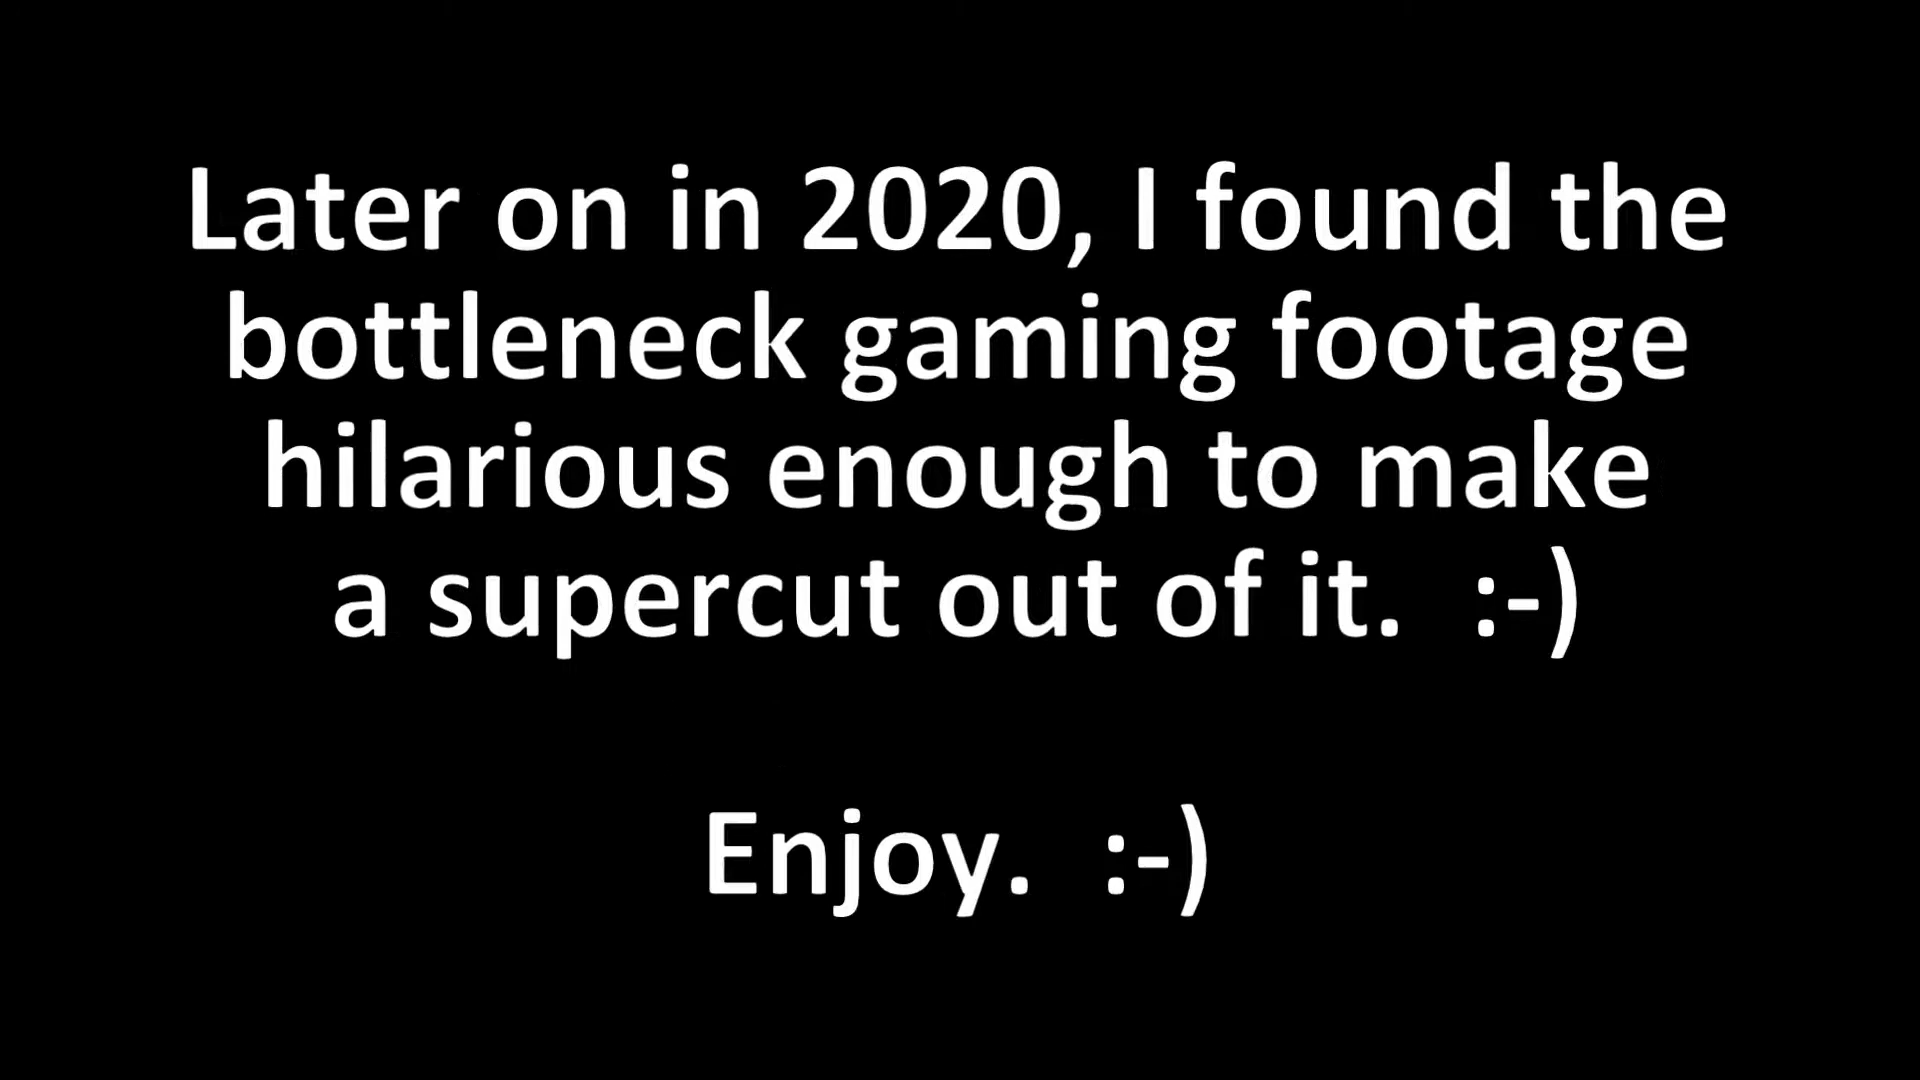 Later on in 2020, I found the
bottleneck gaming footage
hilarious enough to make
a supercut out of it.  :-)
Enjoy.  :-)